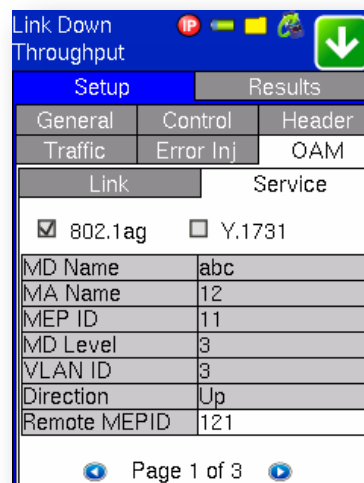 Link Down IP
Throughput
Setup Results
General Control Header
Traffic Error Inj OAM
Link Service
802.1ag Y.1731
MD Name abc
MA Name 12
MEP ID 11
MD Level 3
VLAN ID 3
Direction Up
Remote MEPID 121
Page 1 of 3